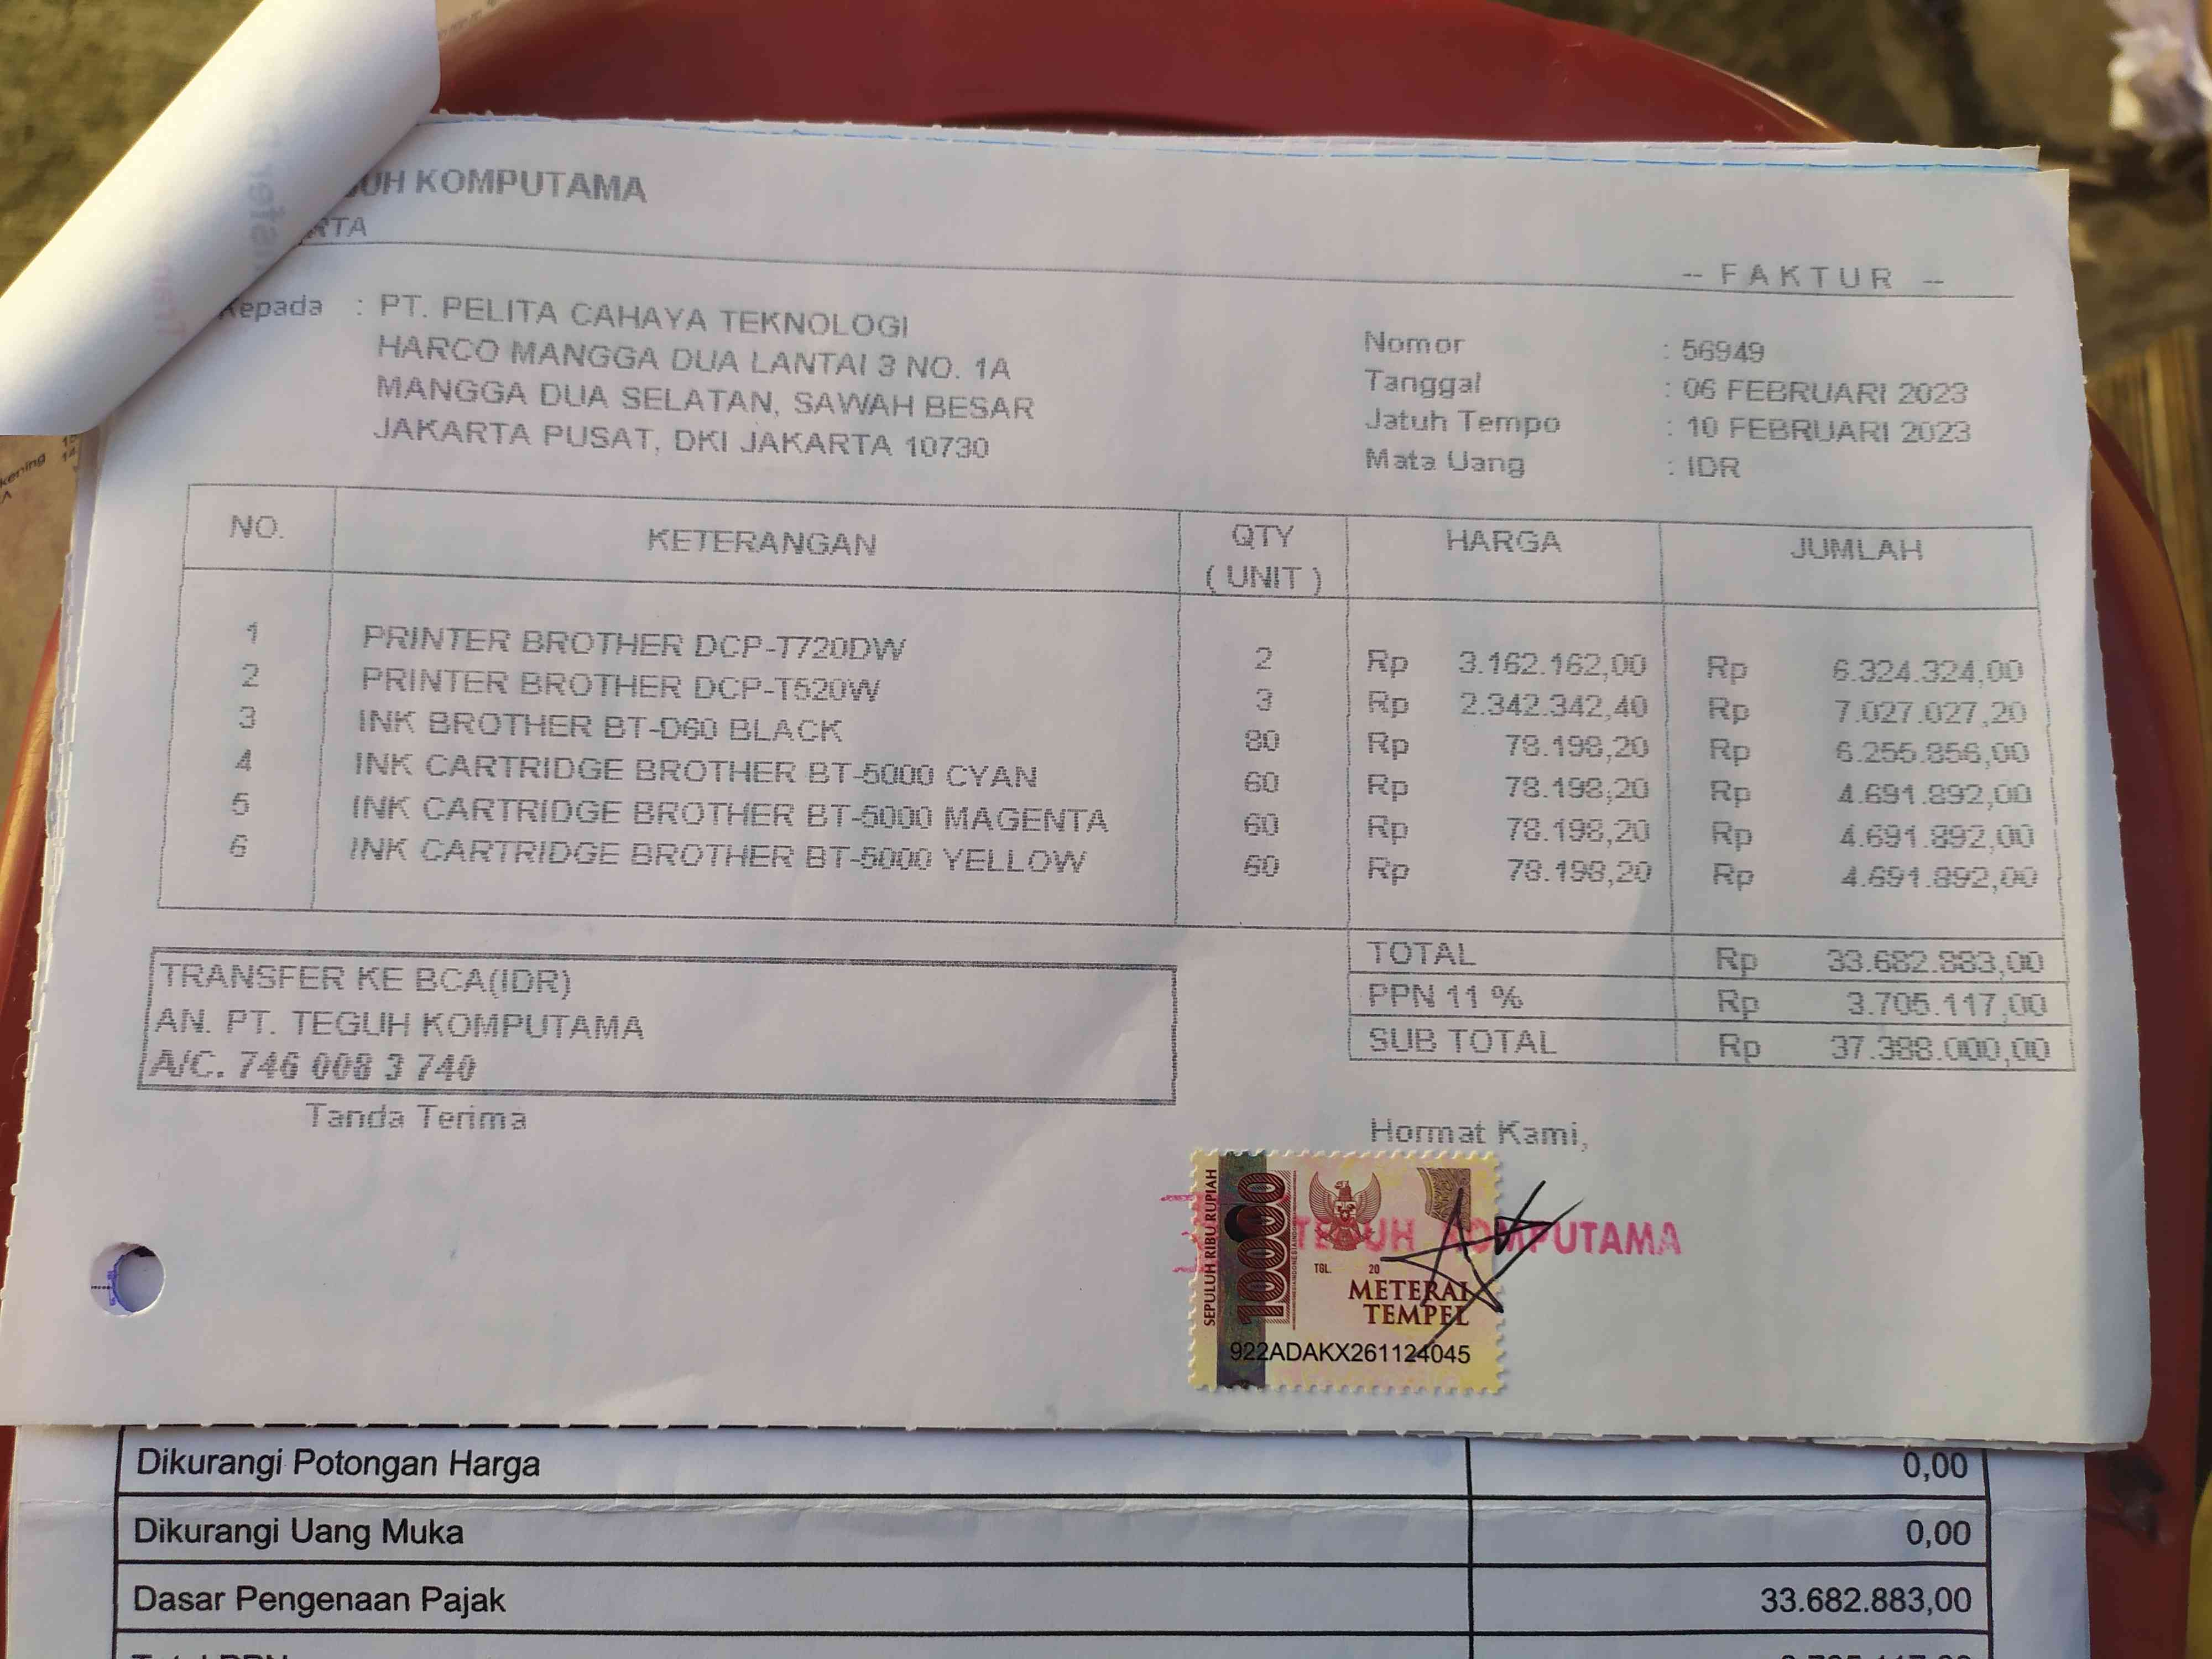 UH KOMPUTAMA
RTA
-- FAKTUR --
Kepada : PT. PELITA CAHAYA TEKNOLOGI
HARCO MANGGA DUA LANTAI 3 NO. 1A
MANGGA DUA SELATAN, SAWAH BESAR
JAKARTA PUSAT, DKI JAKARTA 10730
Nomor : 56949
Tanggal : 06 FEBRUARI 2023
Jatuh Tempo : 10 FEBRUARI 2023
Mata Uang : IDR
NO. KETERANGAN QTY ( UNIT ) HARGA JUMLAH
1 PRINTER BROTHER DCP-T720DW 2 Rp 3.162.162,00 Rp 6.324.324,00
2 PRINTER BROTHER DCP-T520W 3 Rp 2.342.342,40 Rp 7.027.027,20
3 INK BROTHER BT-D60 BLACK 80 Rp 78.198,20 Rp 6.255.856,00
4 INK CARTRIDGE BROTHER BT-5000 CYAN 60 Rp 78.198,20 Rp 4.691.892,00
5 INK CARTRIDGE BROTHER BT-5000 MAGENTA 60 Rp 78.198,20 Rp 4.691.892,00
6 INK CARTRIDGE BROTHER BT-5000 YELLOW 60 Rp 78.198,20 Rp 4.691.892,00
TOTAL Rp 33.682.883,00
PPN 11 % Rp 3.705.117,00
SUB TOTAL Rp 37.388.000,00
TRANSFER KE BCA(IDR)
AN. PT. TEGUH KOMPUTAMA
A/C. 746 008 3 740
Tanda Terima
Hormat Kami,
TEGUH KOMPUTAMA
SEPULUH RIBU RUPIAH
10000
TGL. 20
METERAI
TEMPEL
922ADAKX261124045
Dikurangi Potongan Harga 0,00
Dikurangi Uang Muka 0,00
Dasar Pengenaan Pajak 33.682.883,00